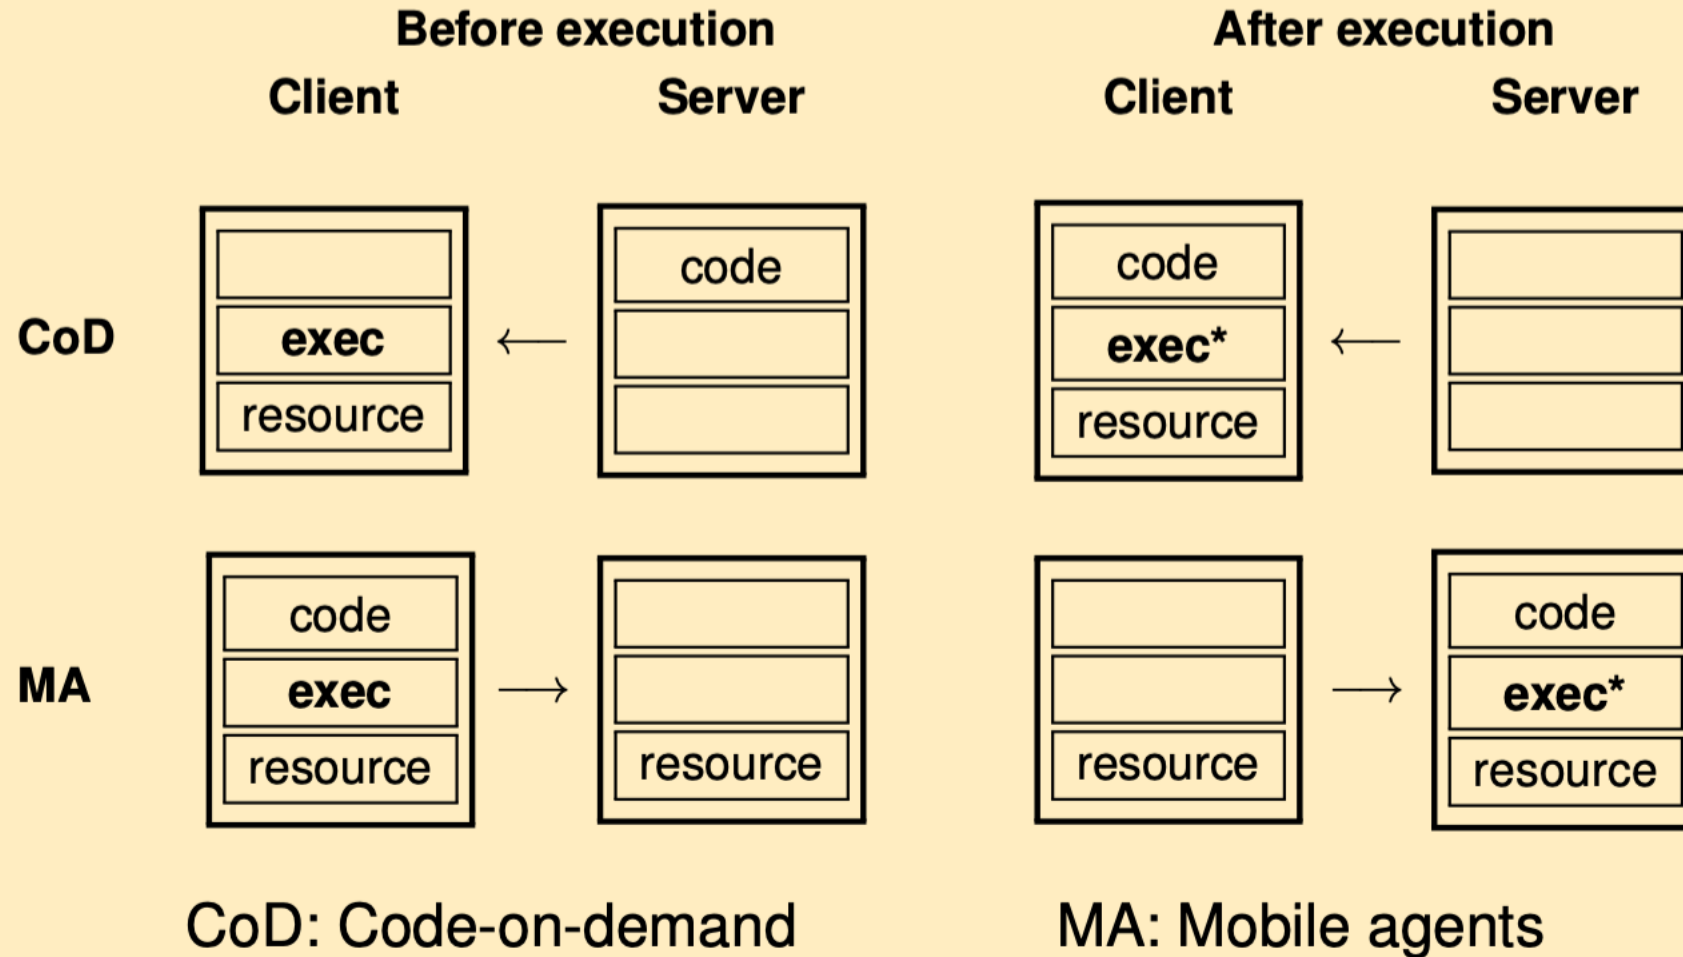 Before execution After execution
Client Server Client Server
code code
CoD exec exec*
resource resource
code code
MA exec exec*
resource resource resource resource
CoD: Code-on-demand MA: Mobile agents